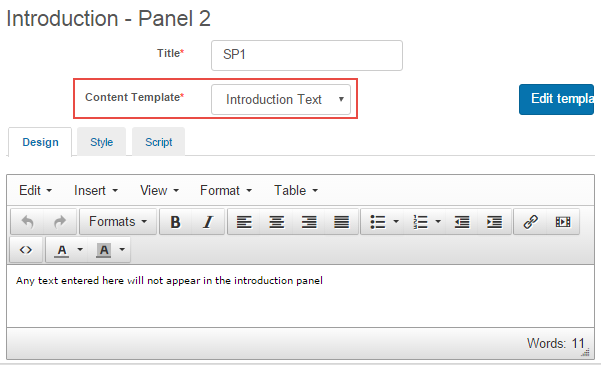 Introduction - Panel 2
Title* SP1
Content Template* Introduction Text Edit templa
Design Style Script
Edit Insert View Format Table
Formats B I
A A
Any text entered here will not appear in the introduction panel
Words: 11